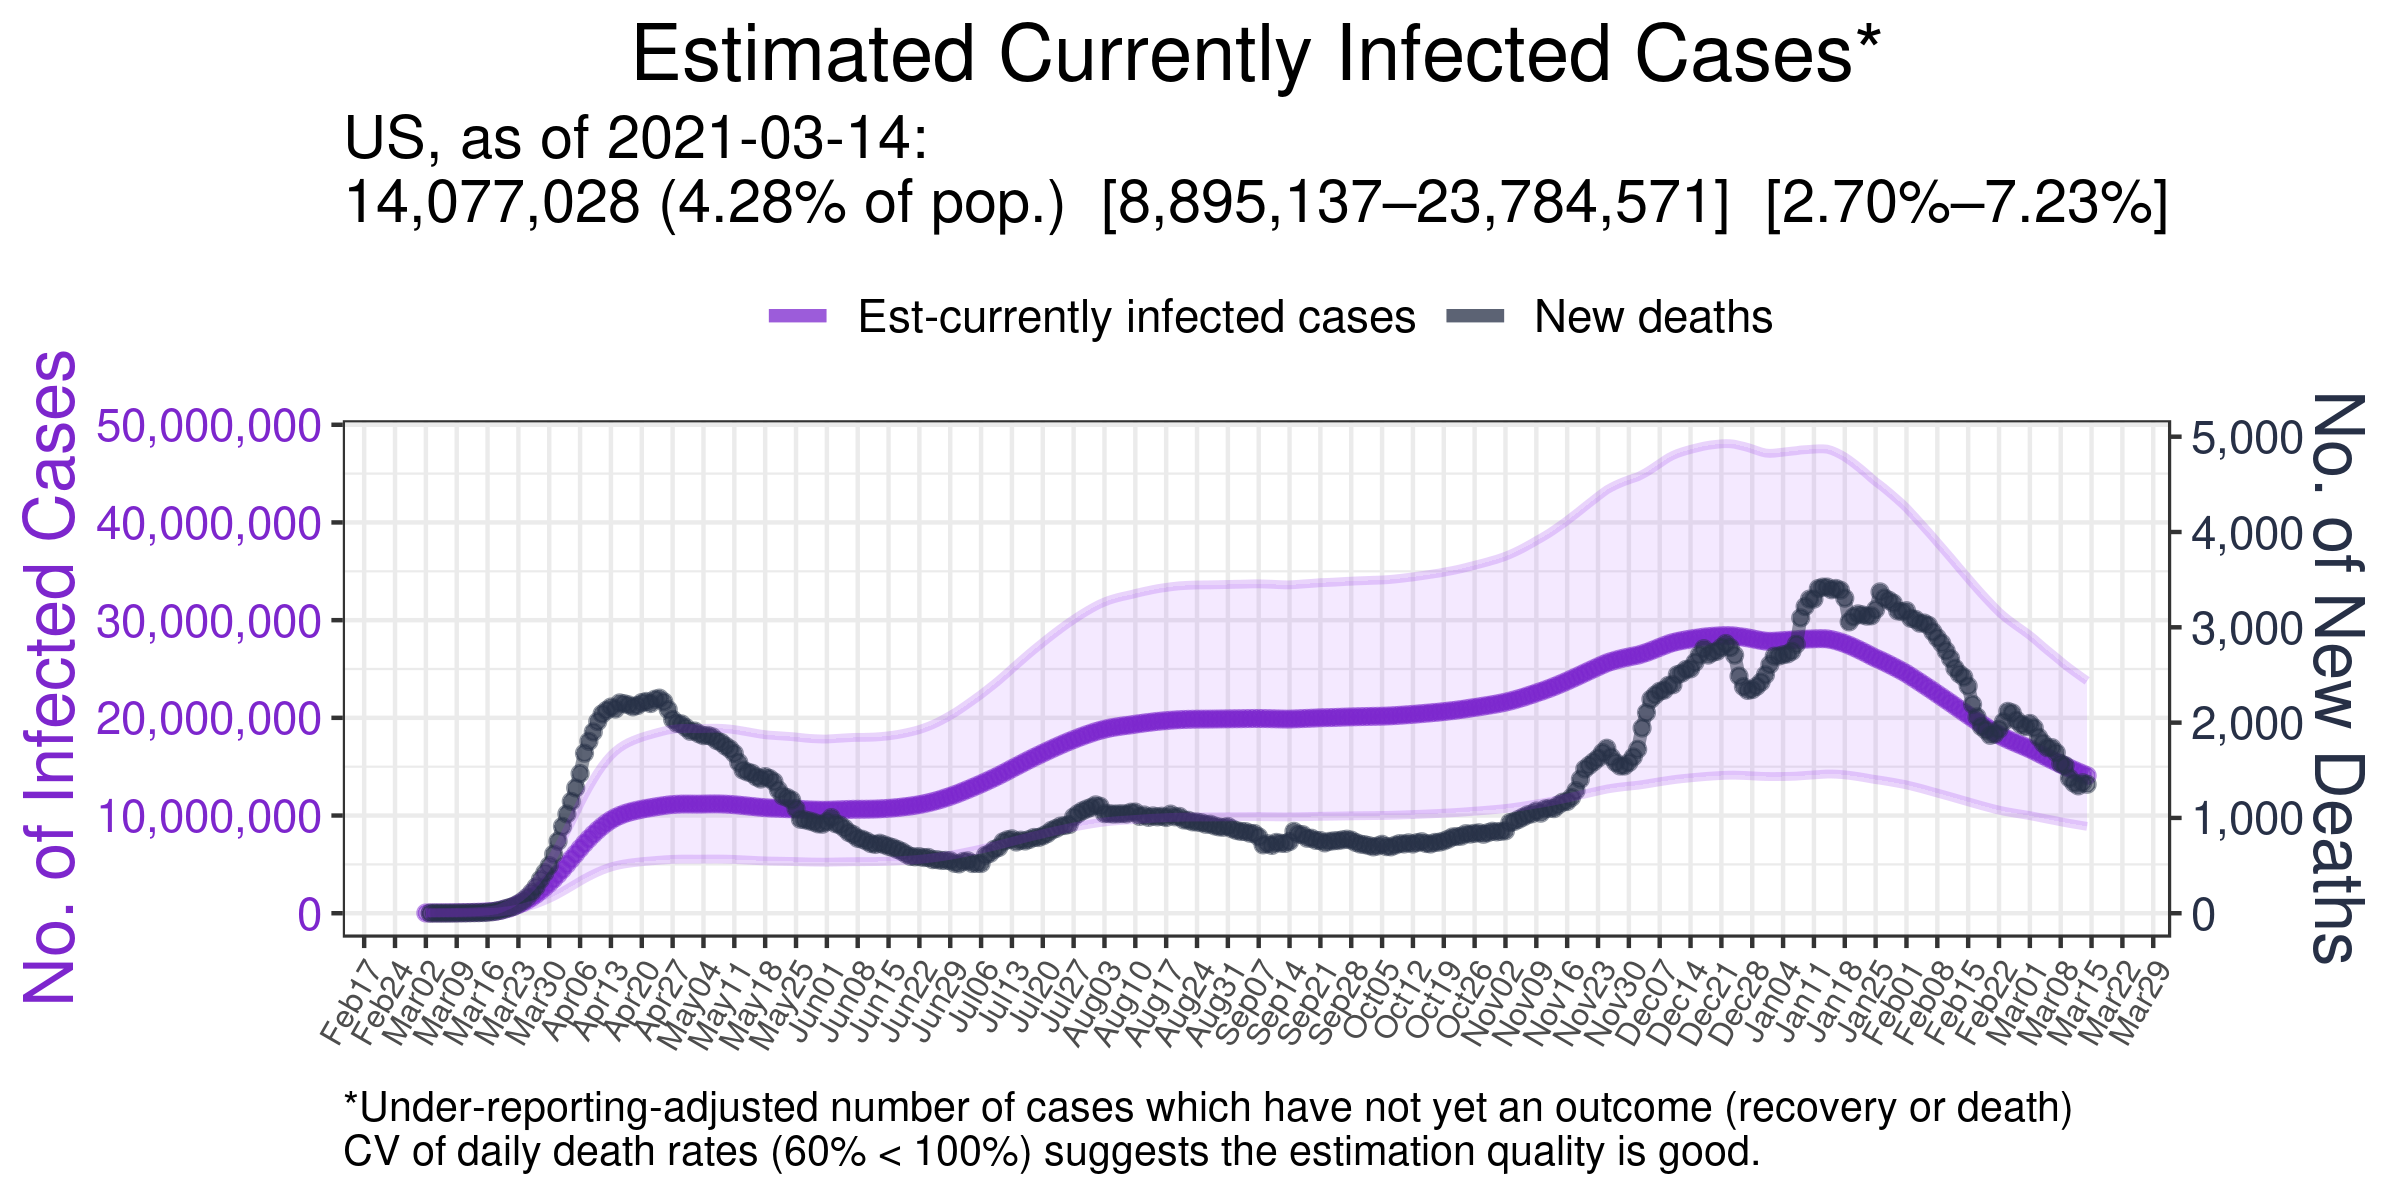 Estimated Currently Infected Cases*
US, as of 2021-03-14:
14,077,028 (4.28% of pop.) [8,895,137–23,784,571] [2.70%–7.23%]
Est-currently infected cases New deaths
No. of Infected Cases
50,000,000
40,000,000
30,000,000
20,000,000
10,000,000
0
5,000
4,000
3,000
2,000
1,000
0
No. of New Deaths
Feb17 Feb24 Mar02 Mar09 Mar16 Mar23 Mar30 Apr06 Apr13 Apr20 Apr27 May04 May11 May18 May25 Jun01 Jun08 Jun15 Jun22 Jun29 Jul06 Jul13 Jul20 Jul27 Aug03 Aug10 Aug17 Aug24 Aug31 Sep07 Sep14 Sep21 Sep28 Oct05 Oct12 Oct19 Oct26 Nov02 Nov09 Nov16 Nov23 Nov30 Dec07 Dec14 Dec21 Dec28 Jan04 Jan11 Jan18 Jan25 Feb01 Feb08 Feb15 Feb22 Mar01 Mar08 Mar15 Mar22 Mar29
*Under-reporting-adjusted number of cases which have not yet an outcome (recovery or death)
CV of daily death rates (60% < 100%) suggests the estimation quality is good.